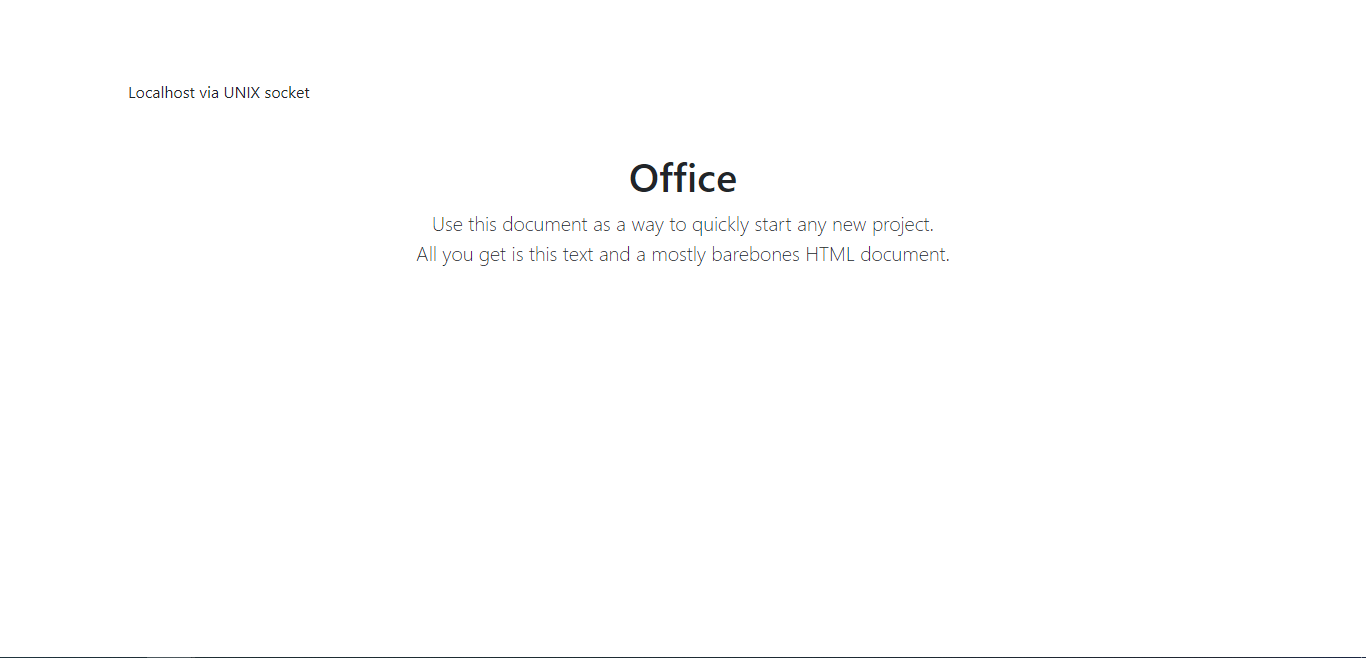 Localhost via UNIX socket
Office
Use this document as a way to quickly start any new project.
All you get is this text and a mostly barebones HTML document.